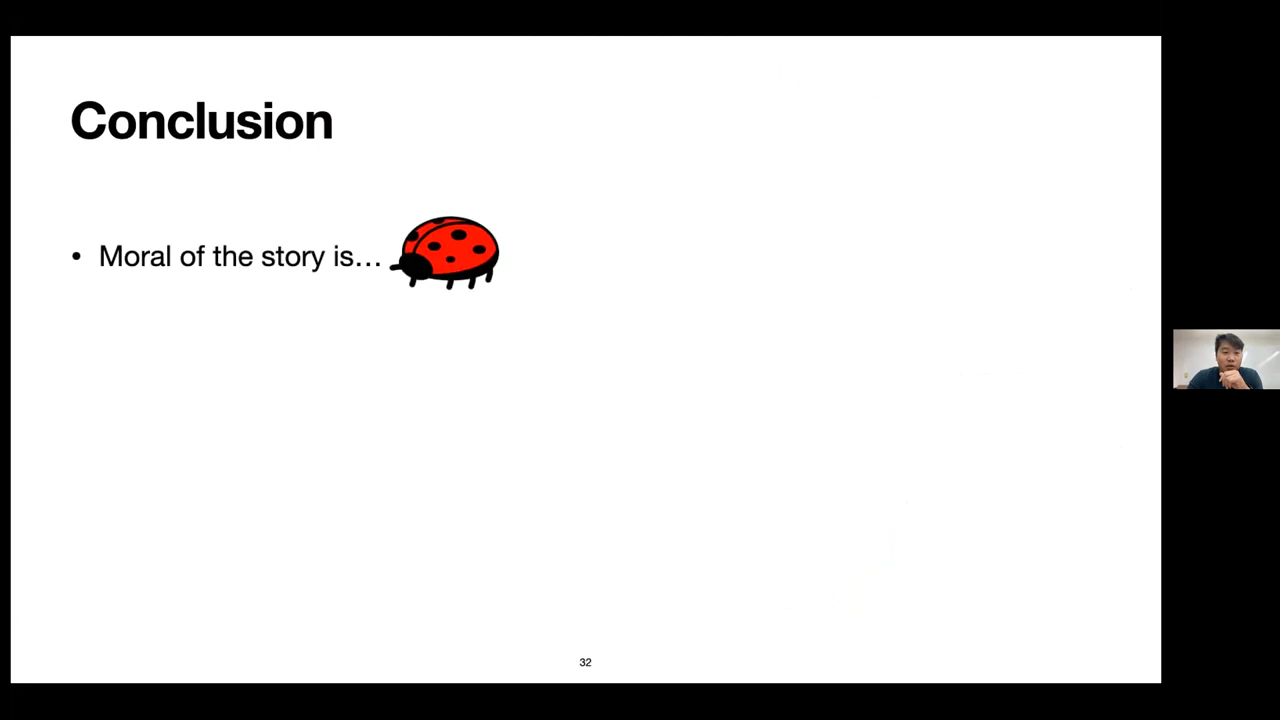 Conclusion
• Moral of the story is…
32